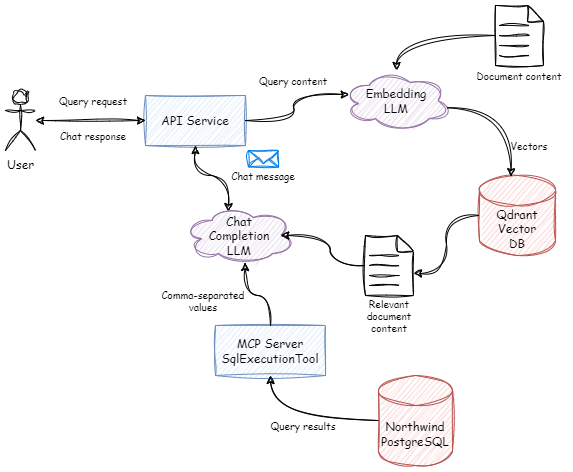 Document content
Query content
Embedding
LLM
Query request
API Service
Chat response
User
Vectors
Chat message
Qdrant
Vector
DB
Chat
Completion
LLM
Relevant
document
content
Comma-separated
values
MCP Server
SqlExecutionTool
Query results
Northwind
PostgreSQL